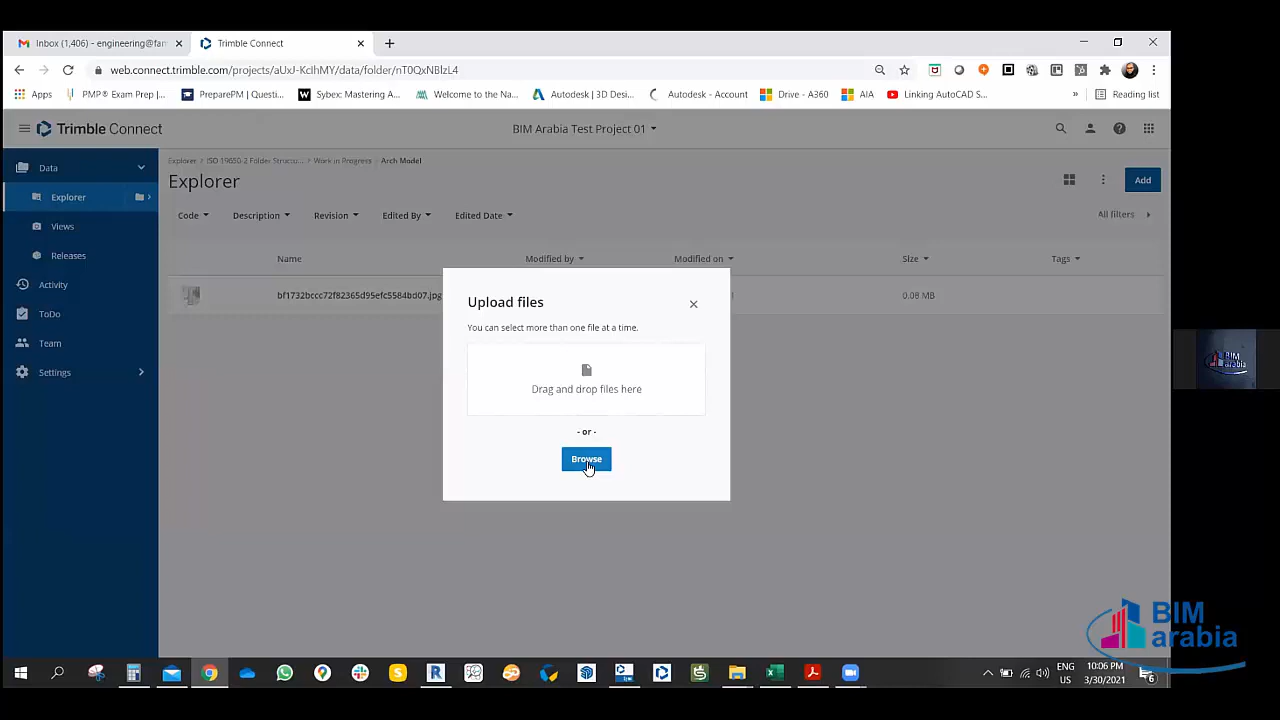 Inbox (1,406) – engineering@fam
Trimble Connect
web.connect.trimble.com/projects/aUxJ-KcIhMY/data/folder/nT0QxNBlzL4
Apps
PMP® Exam Prep |...
PreparePM | Questi...
Sybex: Mastering A...
Welcome to the Na...
Autodesk | 3D Desi...
Autodesk - Account
Drive - A360
AIA
Linking AutoCAD S...
»
Reading list
Trimble Connect
BIM Arabia Test Project 01
Data
Explorer
Views
Releases
Activity
ToDo
Team
Settings
Explorer / ISO 19650-2 Folder Structu... / Work in Progress / Arch Model
Explorer
Add
Code
Description
Revision
Edited By
Edited Date
All filters
Name
Modified by
Modified on
Size
Tags
bf1732bccc72f82365d95efc5584bd07.jpg
0.08 MB
Upload files
You can select more than one file at a time.
Drag and drop files here
- or -
Browse
BIM
arabia
BIM
arabia
ENG
US
10:06 PM
3/30/2021
6